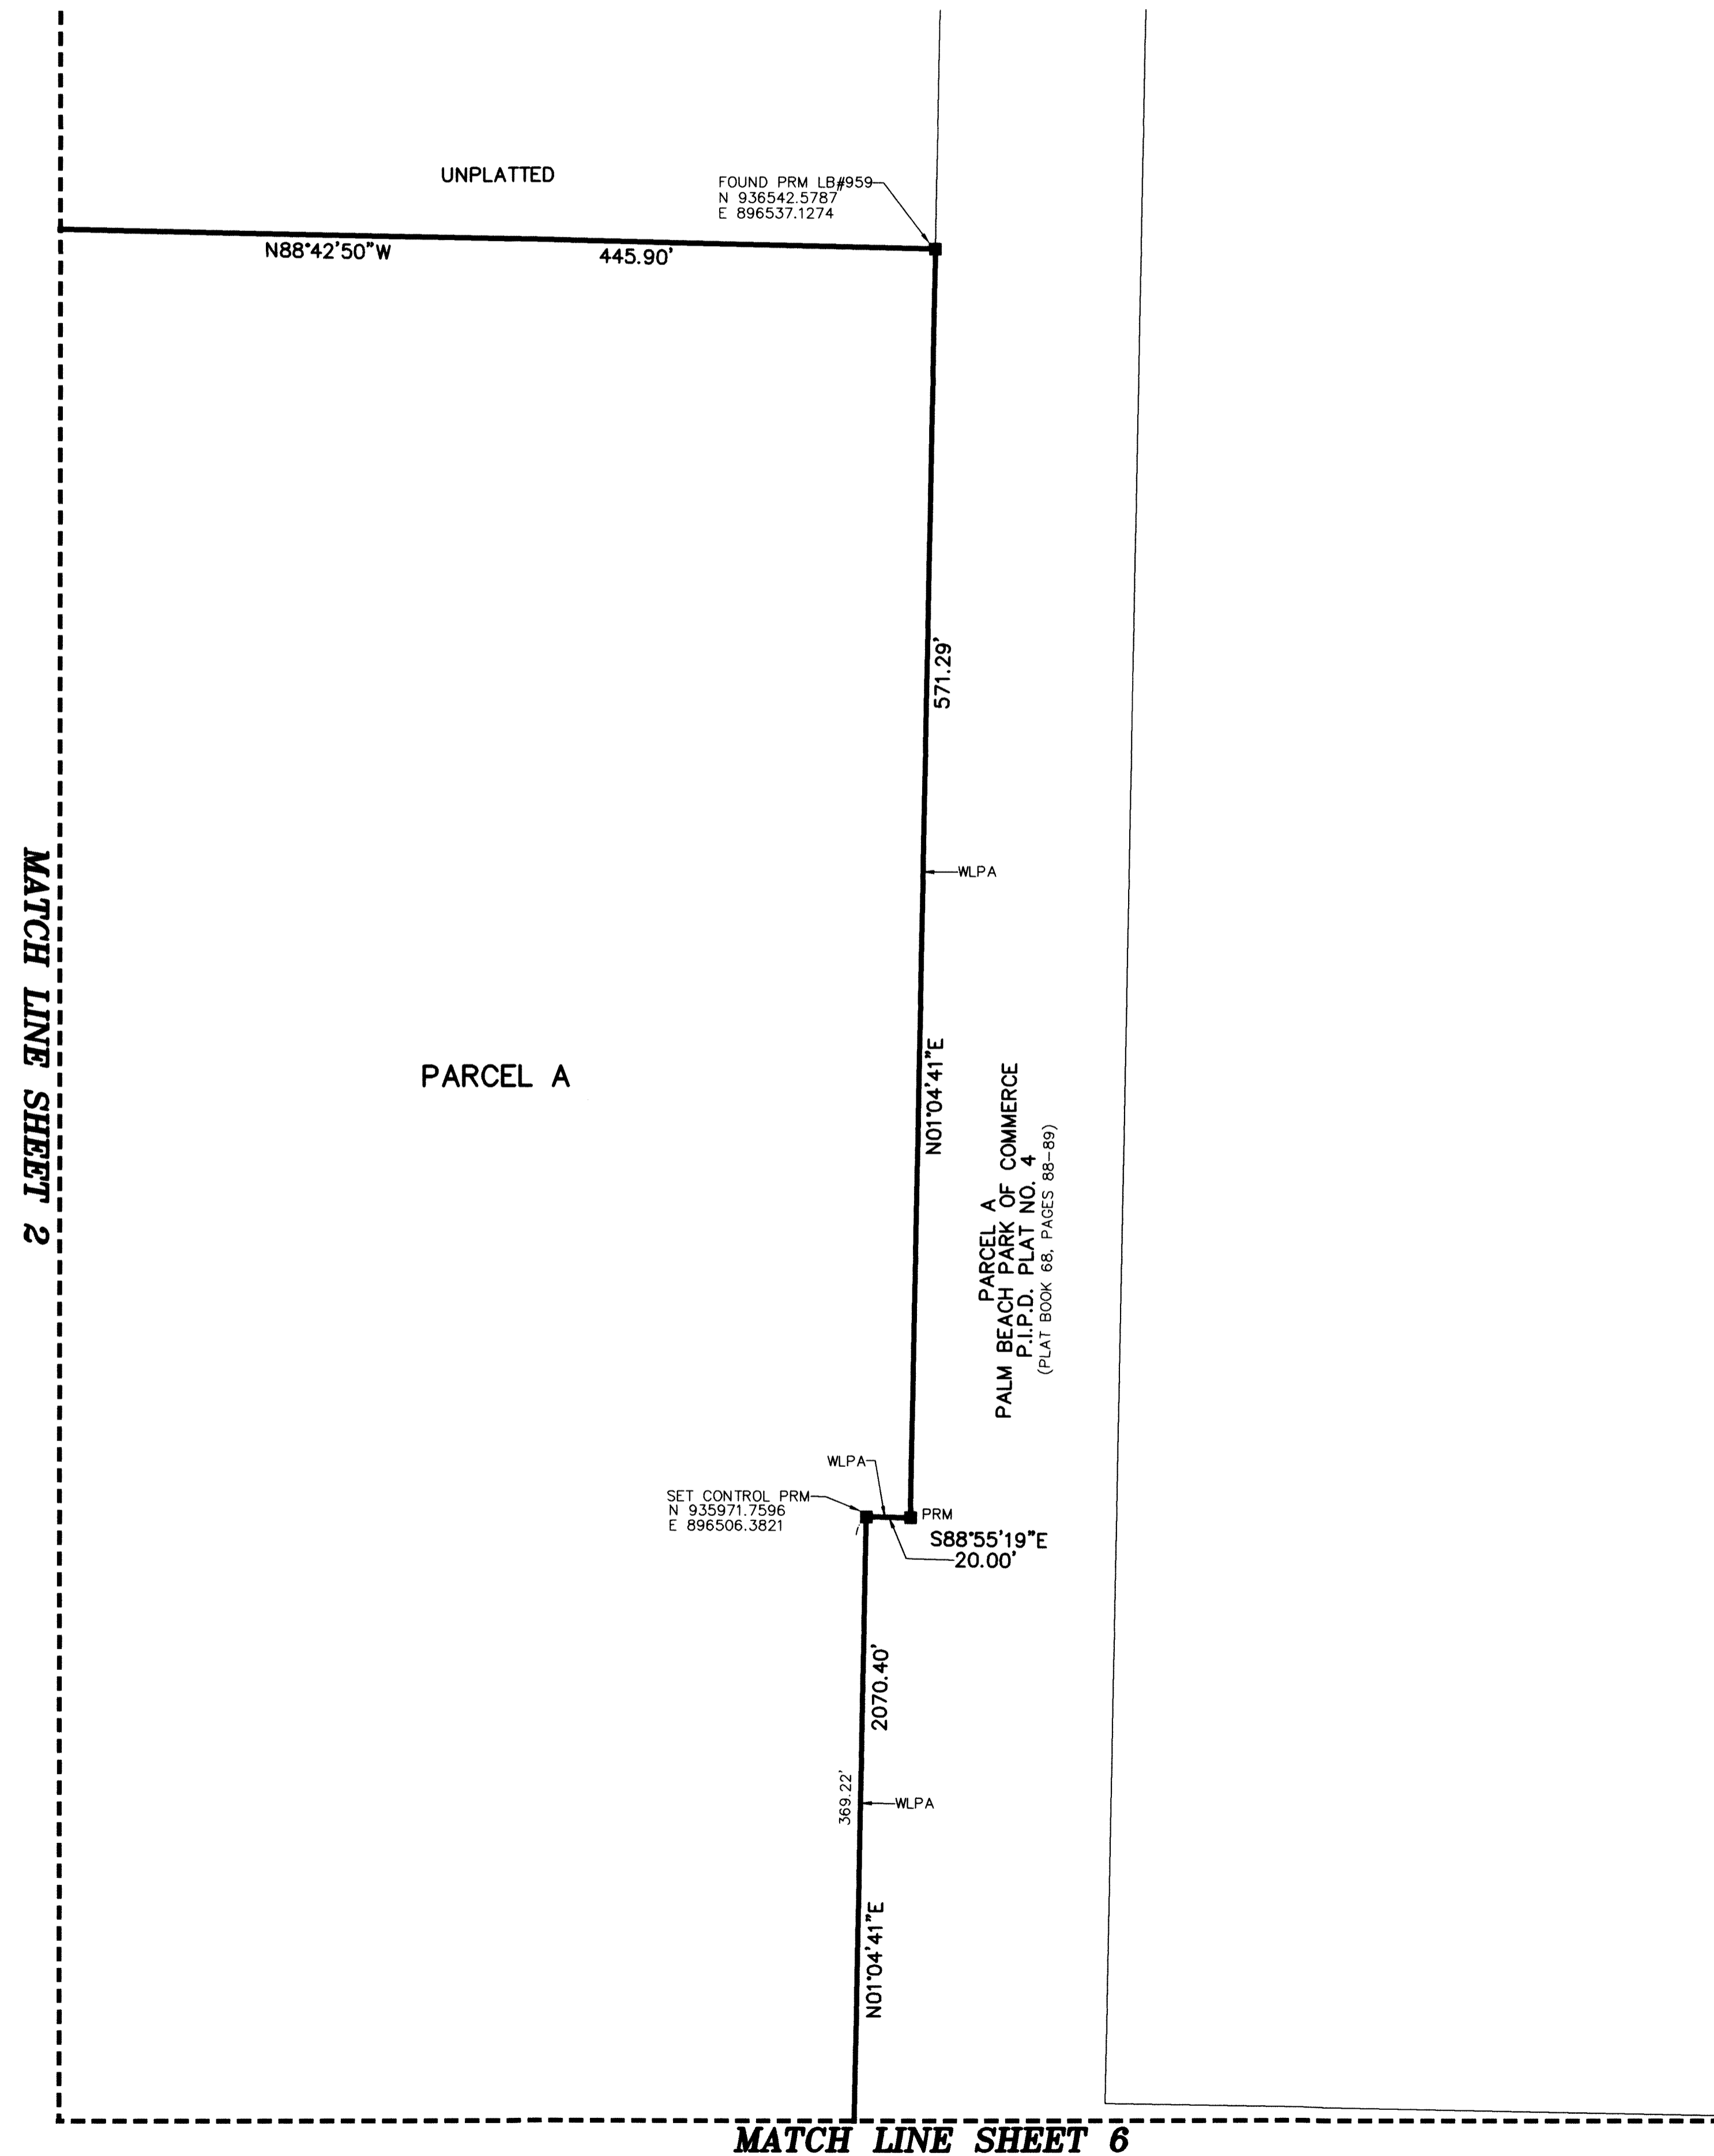 UNPLATTED
FOUND PRM LB#959
N 936542.5787
E 896537.1274
N88°42'50"W
445.90'
571.29'
WLPA
MATCH LINE SHEET 2
PARCEL A
N01°04'41"E
PARCEL A
PALM BEACH PARK OF COMMERCE
P.I.P.D. PLAT NO. 4
(PLAT BOOK 68, PAGES 88-89)
WLPA
SET CONTROL PRM
N 935971.7596
E 896506.3821
PRM
S88°55'19"E
20.00'
2070.40'
369.22'
WLPA
N01°04'41"E
MATCH LINE SHEET 6